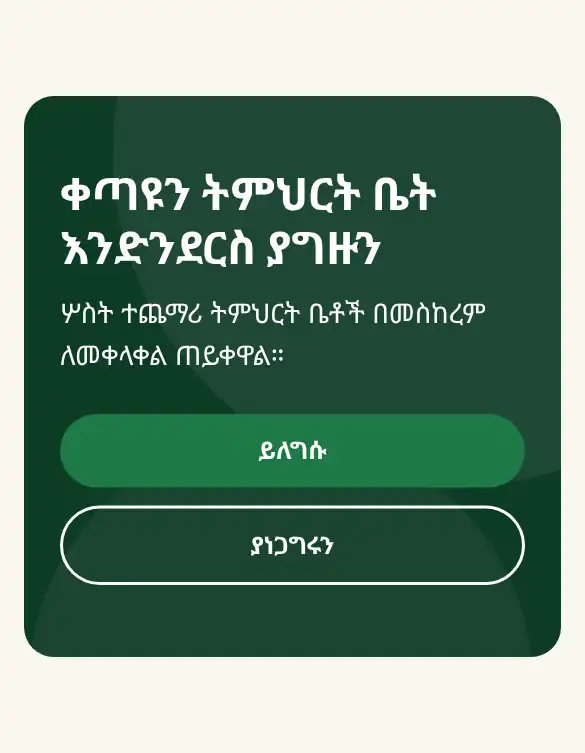 ቀጣዩን ትምህርት ቤት
እንድንደርስ ያግዙን
ሦስት ተጨማሪ ትምህርት ቤቶች በመስከረም
ለመቀላቀል ጠይቀዋል።
ይለግሱ
ያነጋግሩን